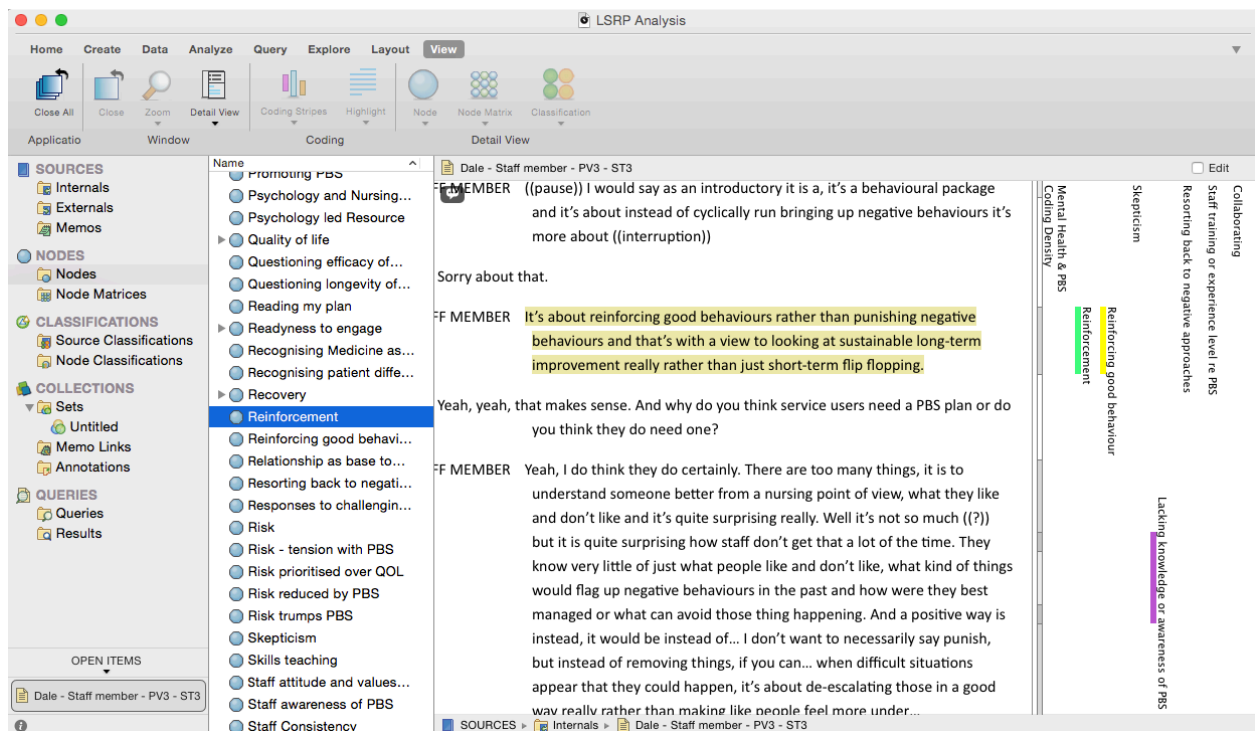 LSRP Analysis
Home Create Data Analyze Query Explore Layout View
Close All Close Zoom Detail View Coding Stripes Highlight Node Node Matrix Classification
Applicatio Window Coding Detail View
SOURCES
Internals
Externals
Memos
NODES
Nodes
Node Matrices
CLASSIFICATIONS
Source Classifications
Node Classifications
COLLECTIONS
Sets
Untitled
Memo Links
Annotations
QUERIES
Queries
Results
OPEN ITEMS
Dale - Staff member - PV3 - ST3
Name
Promoting PBS
Psychology and Nursing...
Psychology led Resource
Quality of life
Questioning efficacy of...
Questioning longevity of...
Reading my plan
Readyness to engage
Recognising Medicine as...
Recognising patient diffe...
Recovery
Reinforcement
Reinforcing good behavi...
Relationship as base to...
Resorting back to negati...
Responses to challengin...
Risk
Risk - tension with PBS
Risk prioritised over QOL
Risk reduced by PBS
Risk trumps PBS
Skepticism
Skills teaching
Staff attitude and values...
Staff awareness of PBS
Staff Consistency
Dale - Staff member - PV3 - ST3 Edit
FF MEMBER ((pause)) I would say as an introductory it is a, it's a behavioural package
and it's about instead of cyclically run bringing up negative behaviours it's
more about ((interruption))
Sorry about that.
FF MEMBER It's about reinforcing good behaviours rather than punishing negative
behaviours and that's with a view to looking at sustainable long-term
improvement really rather than just short-term flip flopping.
Yeah, yeah, that makes sense. And why do you think service users need a PBS plan or do
you think they do need one?
FF MEMBER Yeah, I do think they do certainly. There are too many things, it is to
understand someone better from a nursing point of view, what they like
and don't like and it's quite surprising really. Well it's not so much ((?))
but it is quite surprising how staff don't get that a lot of the time. They
know very little of just what people like and don't like, what kind of things
would flag up negative behaviours in the past and how were they best
managed or what can avoid those thing happening. And a positive way is
instead, it would be instead of... I don't want to necessarily say punish,
but instead of removing things, if you can... when difficult situations
appear that they could happen, it's about de-escalating those in a good
way really rather than making like people feel more under...
SOURCES Internals Dale - Staff member - PV3 - ST3
Coding Density
Mental Health & PBS
Reinforcement
Reinforcing good behaviour
Skepticism
Lacking knowledge or awareness of PBS
Resorting back to negative approaches
Staff training or experience level re PBS
Collaborating